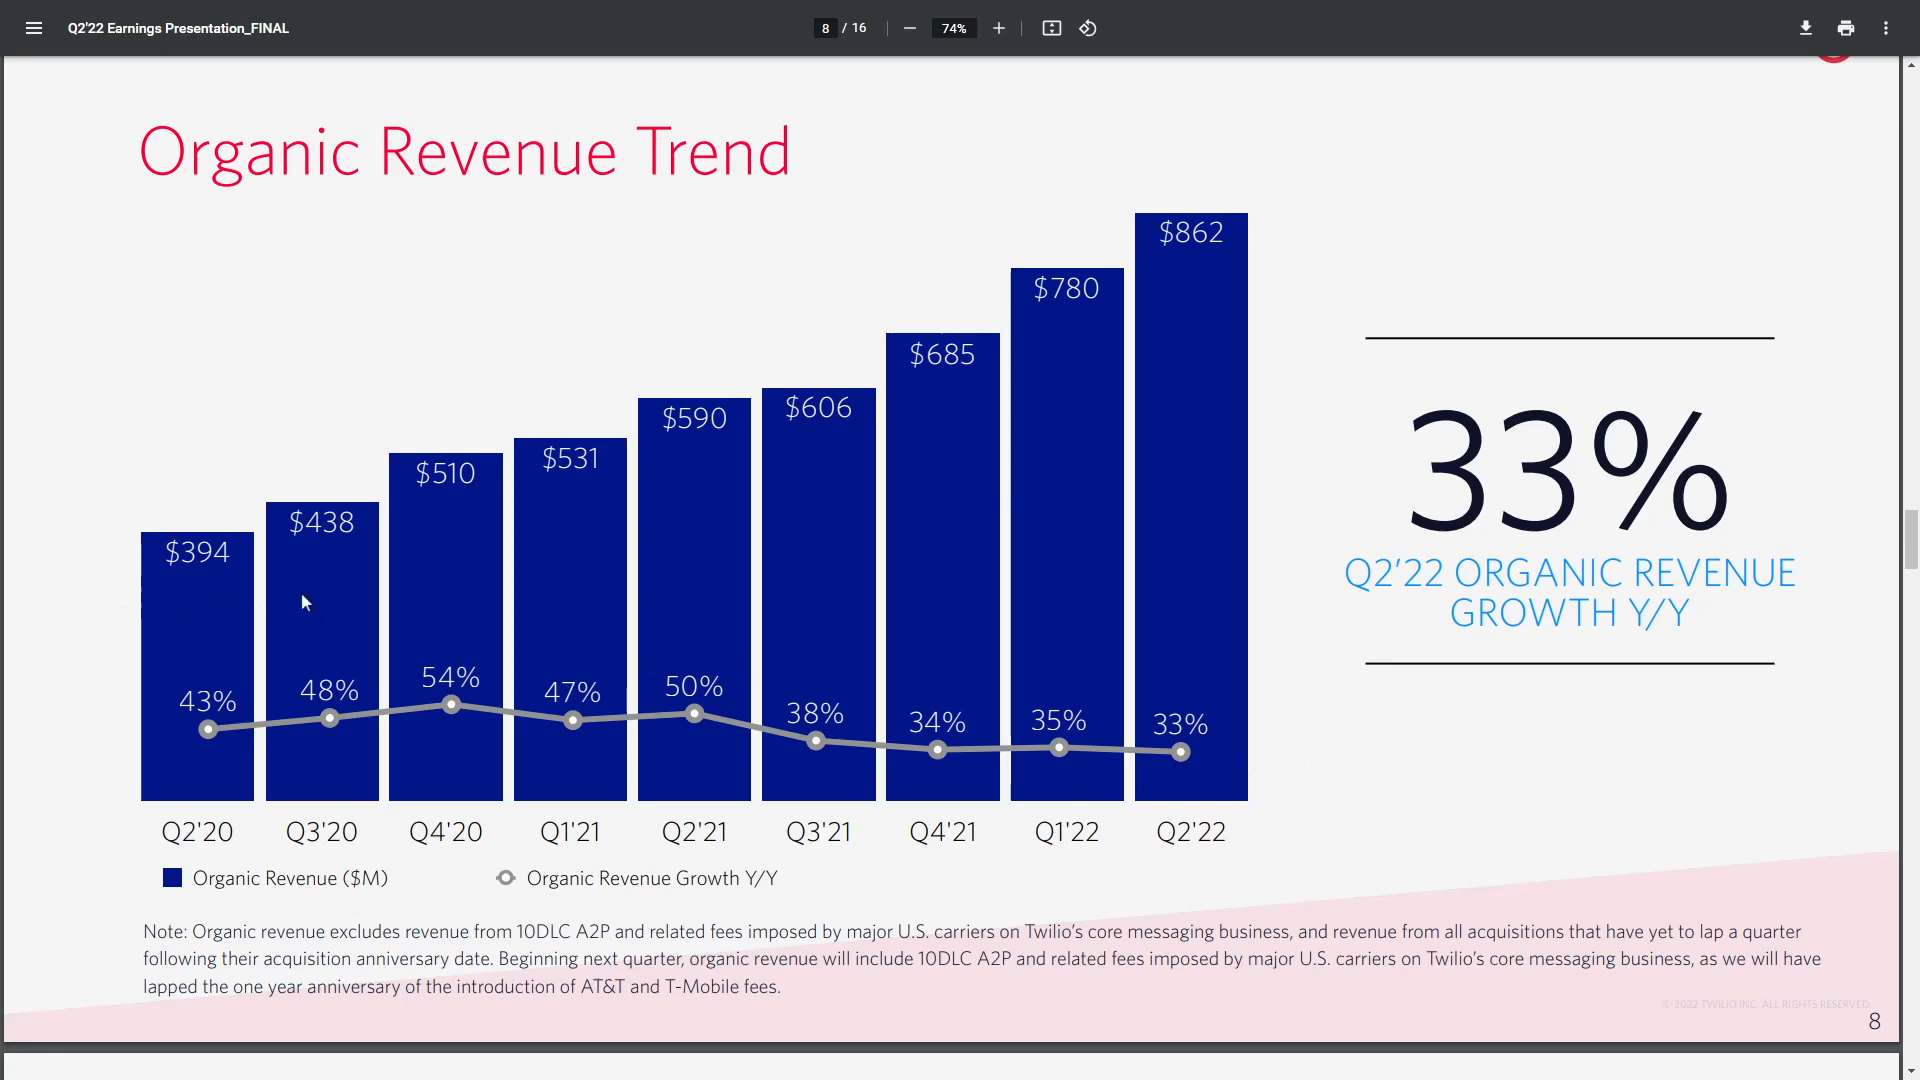 Q2'22 Earnings Presentation_FINAL
8 / 16
74%
Organic Revenue Trend
$394
$438
$510
$531
$590
$606
$685
$780
$862
43%
48%
54%
47%
50%
38%
34%
35%
33%
Q2'20
Q3'20
Q4'20
Q1'21
Q2'21
Q3'21
Q4'21
Q1'22
Q2'22
Organic Revenue ($M)
Organic Revenue Growth Y/Y
33%
Q2'22 ORGANIC REVENUE
GROWTH Y/Y
Note: Organic revenue excludes revenue from 10DLC A2P and related fees imposed by major U.S. carriers on Twilio's core messaging business, and revenue from all acquisitions that have yet to lap a quarter
following their acquisition anniversary date. Beginning next quarter, organic revenue will include 10DLC A2P and related fees imposed by major U.S. carriers on Twilio's core messaging business, as we will have
lapped the one year anniversary of the introduction of AT&T and T-Mobile fees.
© 2022 TWILIO INC. ALL RIGHTS RESERVED.
8